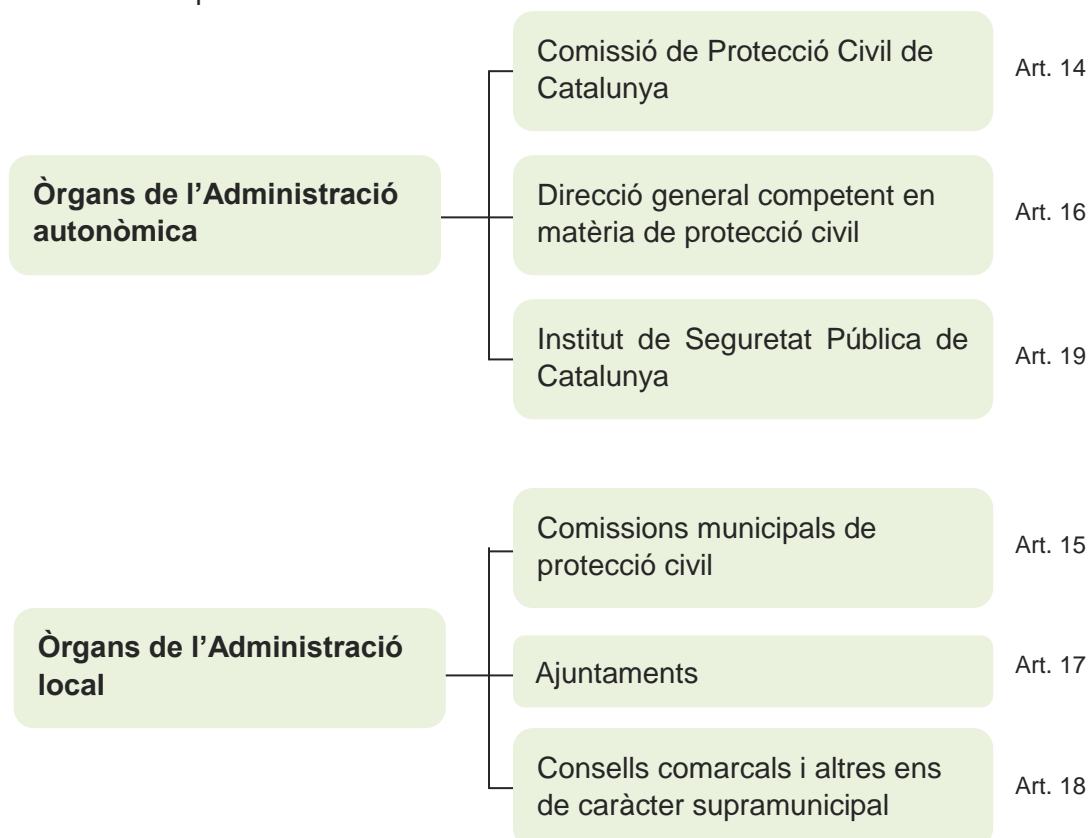 Comissió de Protecció Civil de
Catalunya
Art. 14
Òrgans de l’Administració
autonòmica
Direcció general competent en
matèria de protecció civil
Art. 16
Institut de Seguretat Pública de
Catalunya
Art. 19
Comissions municipals de
protecció civil
Art. 15
Òrgans de l’Administració
local
Ajuntaments
Art. 17
Consells comarcals i altres ens
de caràcter supramunicipal
Art. 18